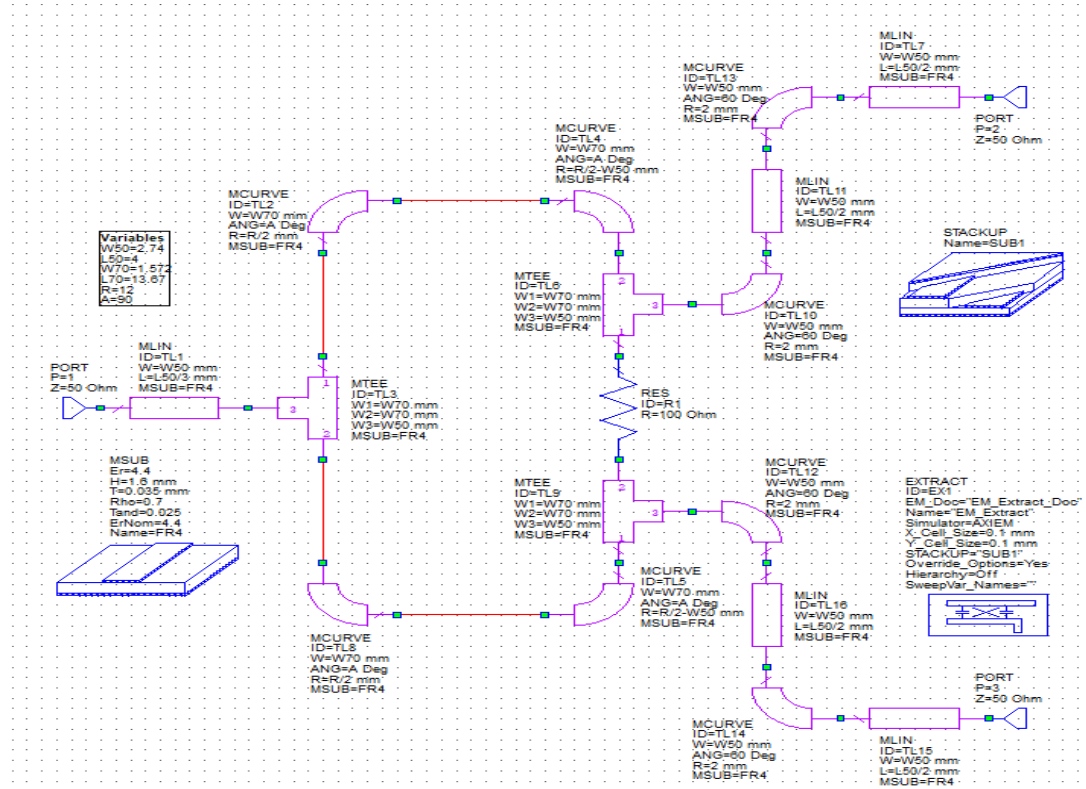 MLIN
ID=TL7
W=W50 mm
L=L50/2 mm
MSUB=FR4
MCURVE
ID=TL13
W=W50 mm
ANG=60 Deg
R=2 mm
MSUB=FR4
PORT
P=2
Z=50 Ohm
MCURVE
ID=TL4
W=W70 mm
ANG=A Deg
R=R/2-W50 mm
MSUB=FR4
MCURVE
ID=TL2
W=W70 mm
ANG=A Deg
R=R/2 mm
MSUB=FR4
MLIN
ID=TL11
W=W50 mm
L=L50/2 mm
MSUB=FR4
STACKUP
Name=SUB1
Variables
W50=2.74
L50=4
W70=1.572
L70=13.67
R=12
A=90
MTEE
ID=TL6
W1=W70 mm
W2=W70 mm
W3=W50 mm
MSUB=FR4
2
3
1
MCURVE
ID=TL10
W=W50 mm
ANG=60 Deg
R=2 mm
MSUB=FR4
MLIN
ID=TL1
W=W50 mm
L=L50/3 mm
MSUB=FR4
PORT
P=1
Z=50 Ohm
1
3
2
MTEE
ID=TL3
W1=W70 mm
W2=W70 mm
W3=W50 mm
MSUB=FR4
RES
ID=R1
R=100 Ohm
MSUB
Er=4.4
H=1.6 mm
T=0.035 mm
Rho=0.7
Tand=0.025
ErNom=4.4
Name=FR4
MTEE
ID=TL9
W1=W70 mm
W2=W70 mm
W3=W50 mm
MSUB=FR4
2
3
1
MCURVE
ID=TL12
W=W50 mm
ANG=60 Deg
R=2 mm
MSUB=FR4
EXTRACT
ID=EX1
EM_Doc="EM_Extract_Doc"
Name="EM_Extract"
Simulator=AXIEM
X_Cell_Size=0.1 mm
Y_Cell_Size=0.1 mm
STACKUP="SUB1"
Override_Options=Yes
Hierarchy=Off
SweepVar_Names=""
MCURVE
ID=TL5
W=W70 mm
ANG=A Deg
R=R/2-W50 mm
MSUB=FR4
MLIN
ID=TL16
W=W50 mm
L=L50/2 mm
MSUB=FR4
MCURVE
ID=TL8
W=W70 mm
ANG=A Deg
R=R/2 mm
MSUB=FR4
PORT
P=3
Z=50 Ohm
MCURVE
ID=TL14
W=W50 mm
ANG=60 Deg
R=2 mm
MSUB=FR4
MLIN
ID=TL15
W=W50 mm
L=L50/2 mm
MSUB=FR4